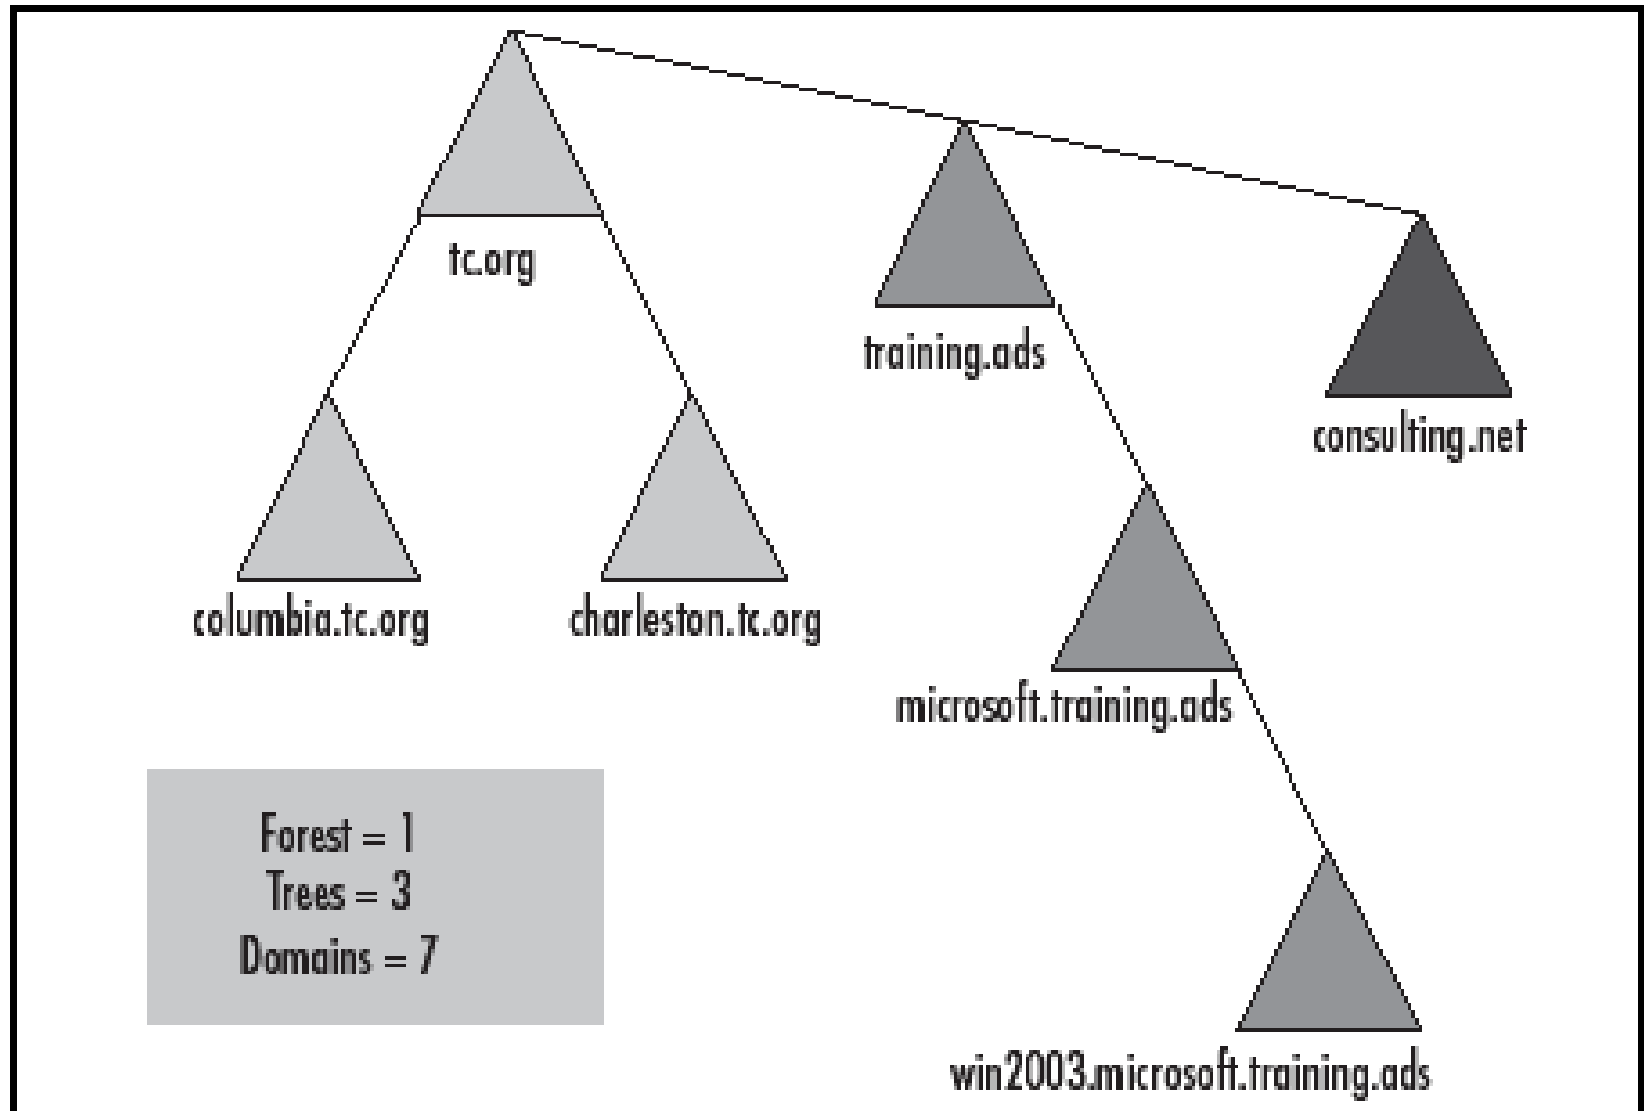 tc.org
training.ads
consulting.net
columbia.tc.org
charleston.tc.org
microsoft.training.ads
Forest = 1
Trees = 3
Domains = 7
win2003.microsoft.training.ads